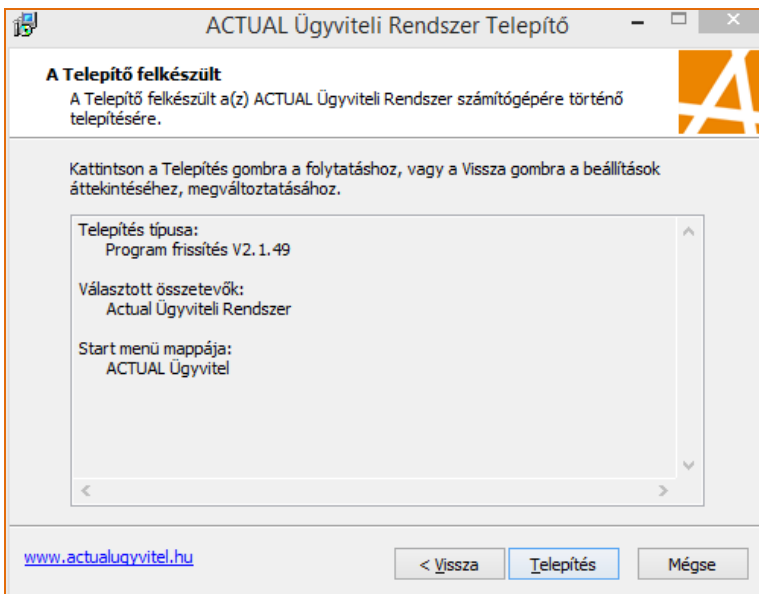 ACTUAL Ügyviteli Rendszer Telepítő
A Telepítő felkészült
A Telepítő felkészült a(z) ACTUAL Ügyviteli Rendszer számítógépére történő
telepítésére.
Kattintson a Telepítés gombra a folytatáshoz, vagy a Vissza gombra a beállítások
áttekintéséhez, megváltoztatásához.
Telepítés típusa:
Program frissítés V2.1.49
Választott összetevők:
Actual Ügyviteli Rendszer
Start menü mappája:
ACTUAL Ügyvitel
www.actualugyvitel.hu
< Vissza
Telepítés
Mégse